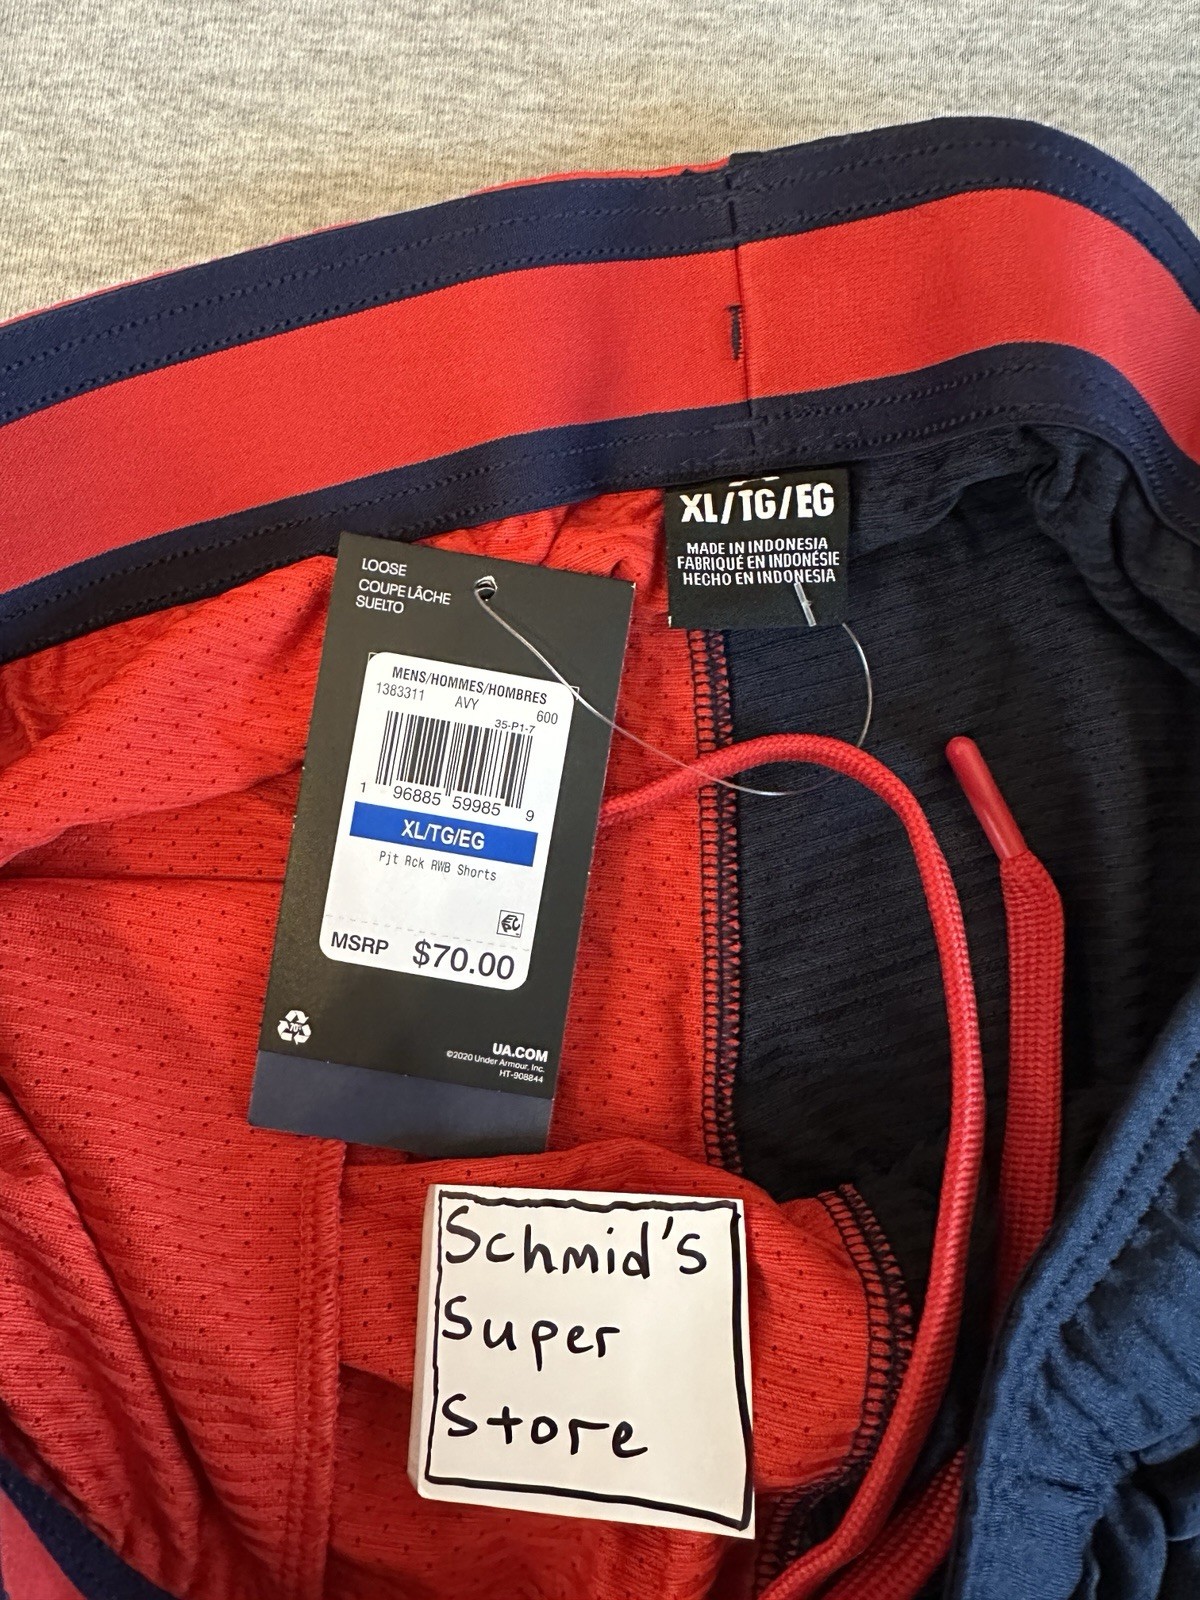 XL/TG/EG
MADE IN INDONESIA
FABRIQUÉ EN INDONÉSIE
HECHO EN INDONESIA
LOOSE
COUPE LÂCHE
SUELTO
MENS/HOMMES/HOMBRES
1383311 AVY 600
35-P1-7
1 96885 59985 9
XL/TG/EG
Pjt Rck RWB Shorts
MSRP $70.00
UA.COM
©2020 Under Armour, Inc.
HT-908844
Schmid's
Super
Store